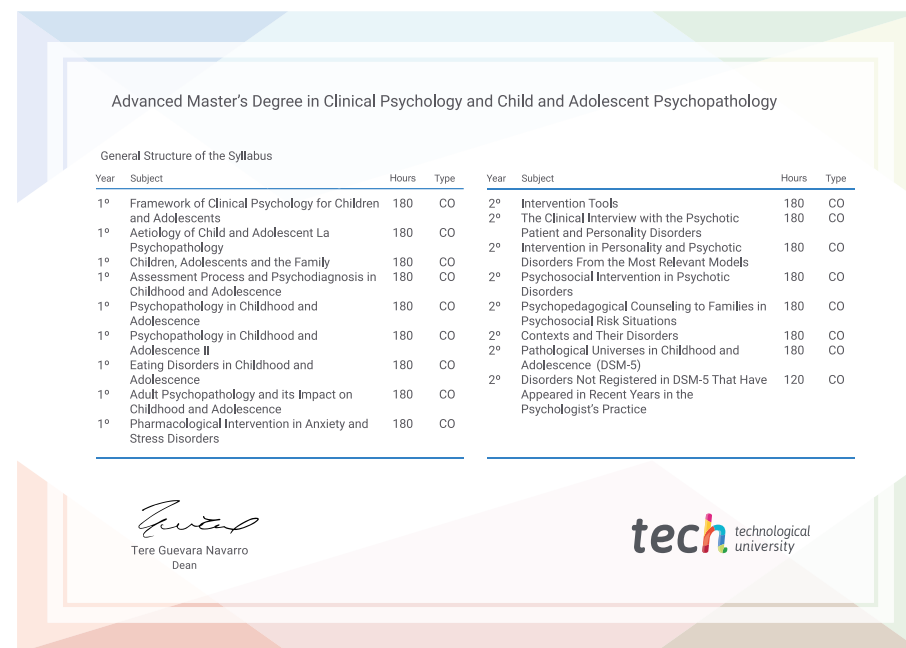 Advanced Master's Degree in Clinical Psychology and Child and Adolescent Psychopathology
General Structure of the Syllabus
Year Subject Hours Type
1º Framework of Clinical Psychology for Children 180 CO
and Adolescents
1º Aetiology of Child and Adolescent La 180 CO
Psychopathology
1º Children, Adolescents and the Family 180 CO
1º Assessment Process and Psychodiagnosis in 180 CO
Childhood and Adolescence
1º Psychopathology in Childhood and 180 CO
Adolescence
1º Psychopathology in Childhood and 180 CO
Adolescence II
1º Eating Disorders in Childhood and 180 CO
Adolescence
1º Adult Psychopathology and its Impact on 180 CO
Childhood and Adolescence
1º Pharmacological Intervention in Anxiety and 180 CO
Stress Disorders
Year Subject Hours Type
2º Intervention Tools 180 CO
2º The Clinical Interview with the Psychotic 180 CO
Patient and Personality Disorders
2º Intervention in Personality and Psychotic 180 CO
Disorders From the Most Relevant Models
2º Psychosocial Intervention in Psychotic 180 CO
Disorders
2º Psychopedagogical Counseling to Families in 180 CO
Psychosocial Risk Situations
2º Contexts and Their Disorders 180 CO
2º Pathological Universes in Childhood and 180 CO
Adolescence (DSM-5)
2º Disorders Not Registered in DSM-5 That Have 120 CO
Appeared in Recent Years in the
Psychologist's Practice
Tere Guevara Navarro
Dean
tech technological
university